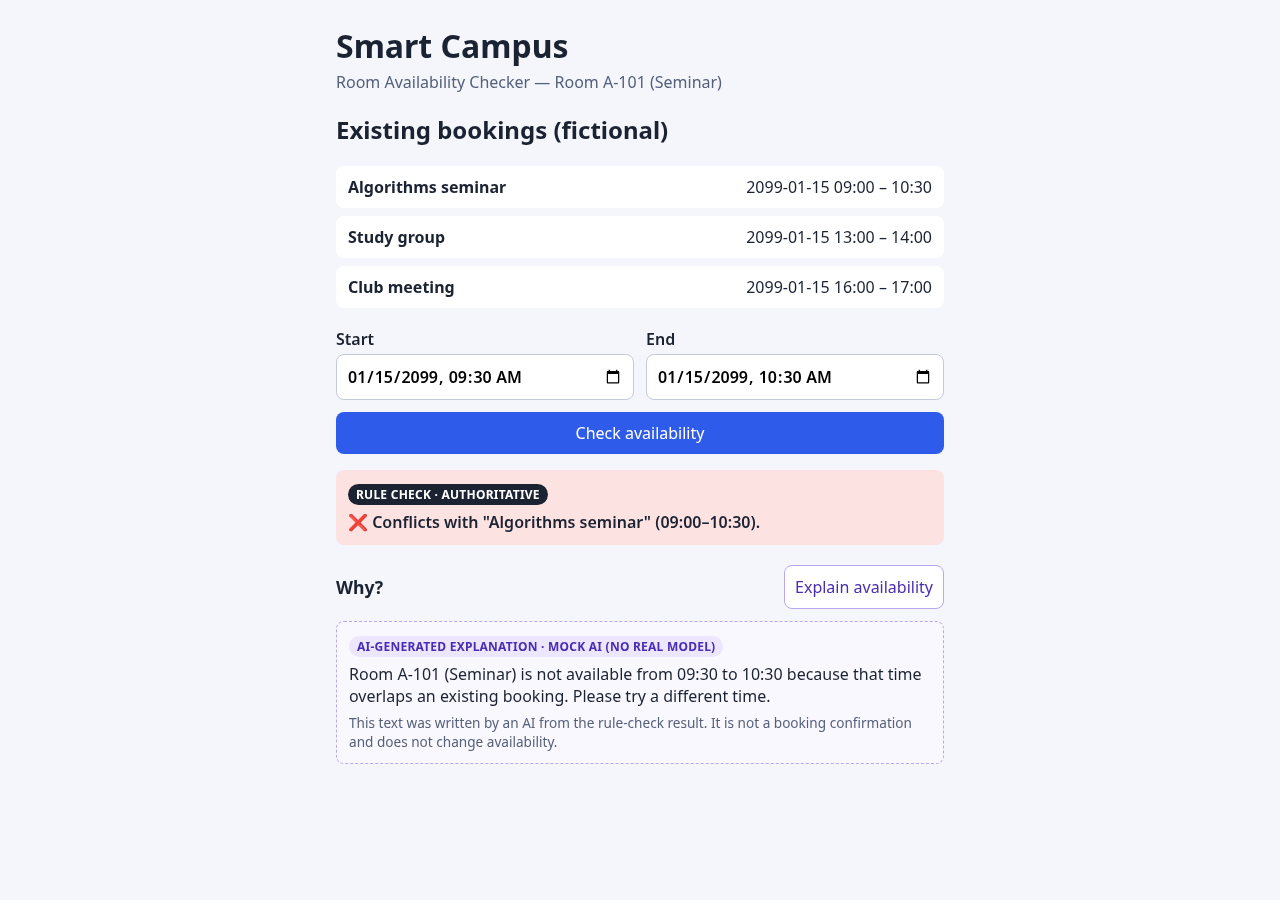 Smart Campus
Room Availability Checker — Room A-101 (Seminar)
Existing bookings (fictional)
Algorithms seminar 2099-01-15 09:00 – 10:30
Study group 2099-01-15 13:00 – 14:00
Club meeting 2099-01-15 16:00 – 17:00
Start End
01/15/2099, 09:30 AM 01/15/2099, 10:30 AM
Check availability
RULE CHECK · AUTHORITATIVE
❌ Conflicts with "Algorithms seminar" (09:00–10:30).
Why? Explain availability
AI-GENERATED EXPLANATION · MOCK AI (NO REAL MODEL)
Room A-101 (Seminar) is not available from 09:30 to 10:30 because that time
overlaps an existing booking. Please try a different time.
This text was written by an AI from the rule-check result. It is not a booking confirmation
and does not change availability.